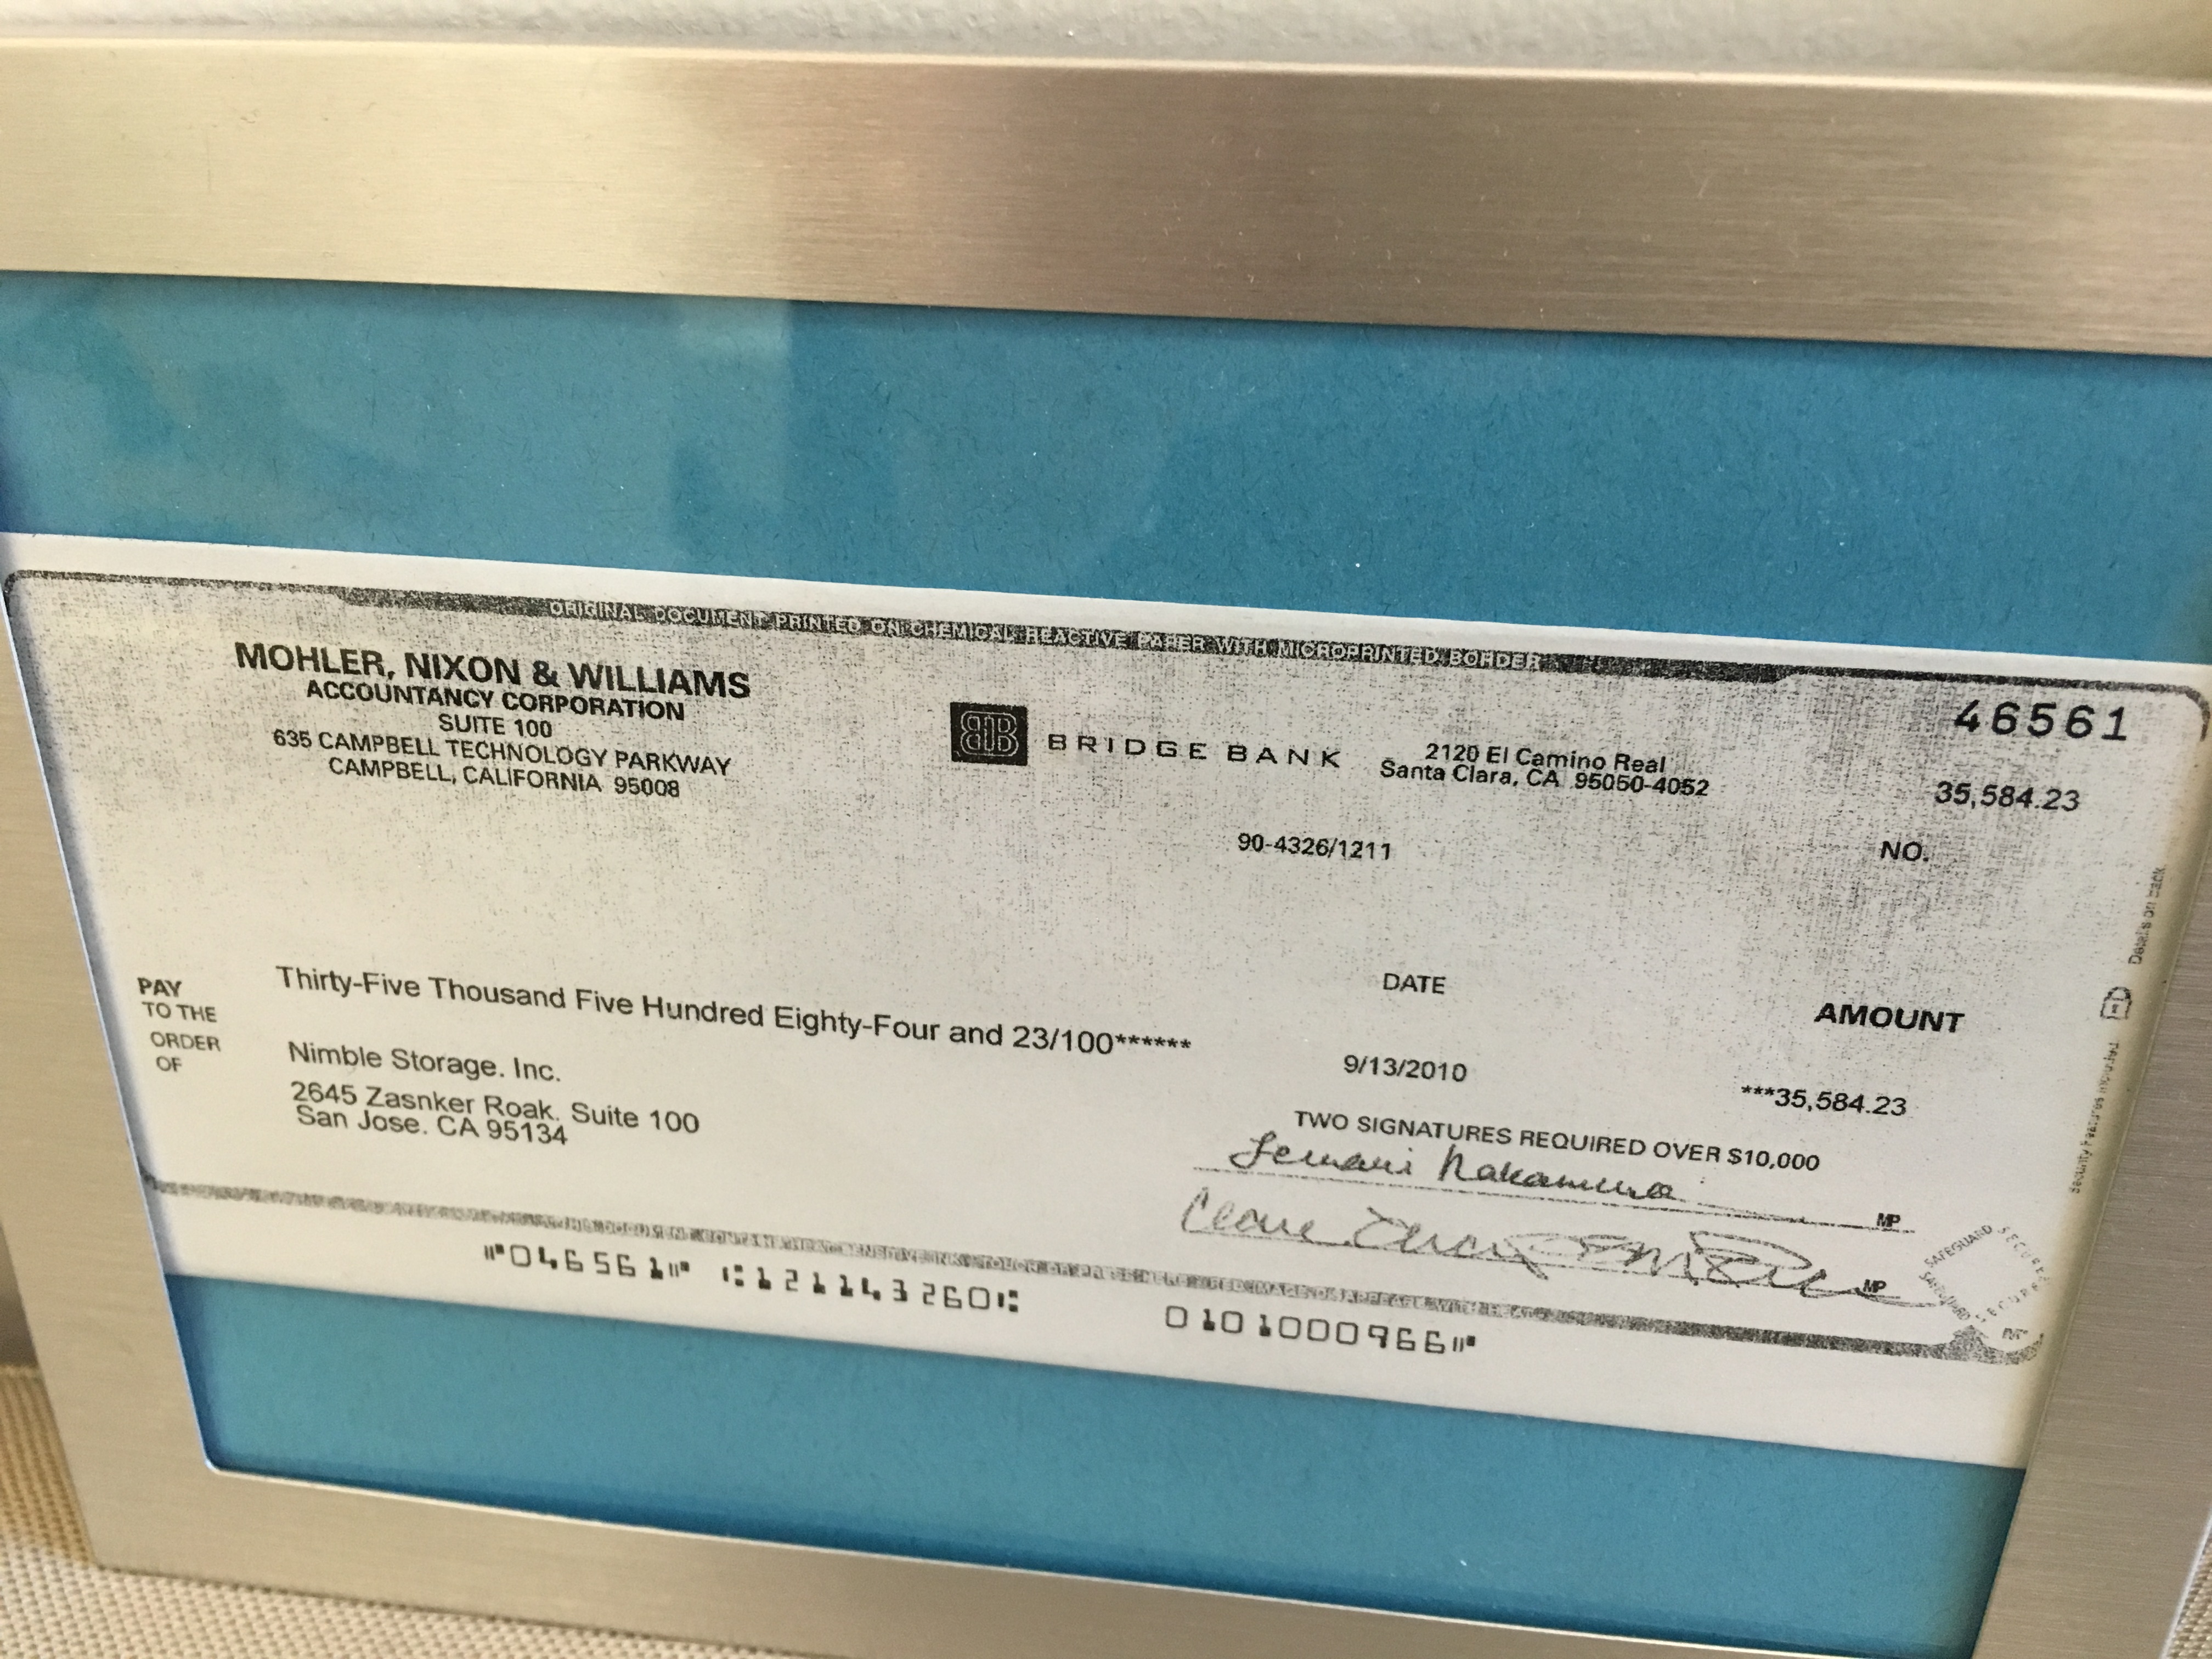 ORIGINAL DOCUMENT PRINTED ON CHEMICAL REACTIVE PAPER WITH MICROPRINTED BORDER
MOHLER, NIXON & WILLIAMS
ACCOUNTANCY CORPORATION
SUITE 100
635 CAMPBELL TECHNOLOGY PARKWAY
CAMPBELL, CALIFORNIA 95008
BRIDGE BANK
2120 El Camino Real
Santa Clara, CA 95050-4052
90-4326/1211
46561
35,584.23
NO.
PAY
TO THE
ORDER
OF
Thirty-Five Thousand Five Hundred Eighty-Four and 23/100******
Nimble Storage. Inc.
2645 Zasnker Roak. Suite 100
San Jose. CA 95134
DATE
9/13/2010
AMOUNT
***35,584.23
TWO SIGNATURES REQUIRED OVER $10,000
Nakamura
MP
MP
Security Features Included
Details on back
SAFEGUARD
⑈046561⑈ ⑆121143260⑆ 0101000966⑈